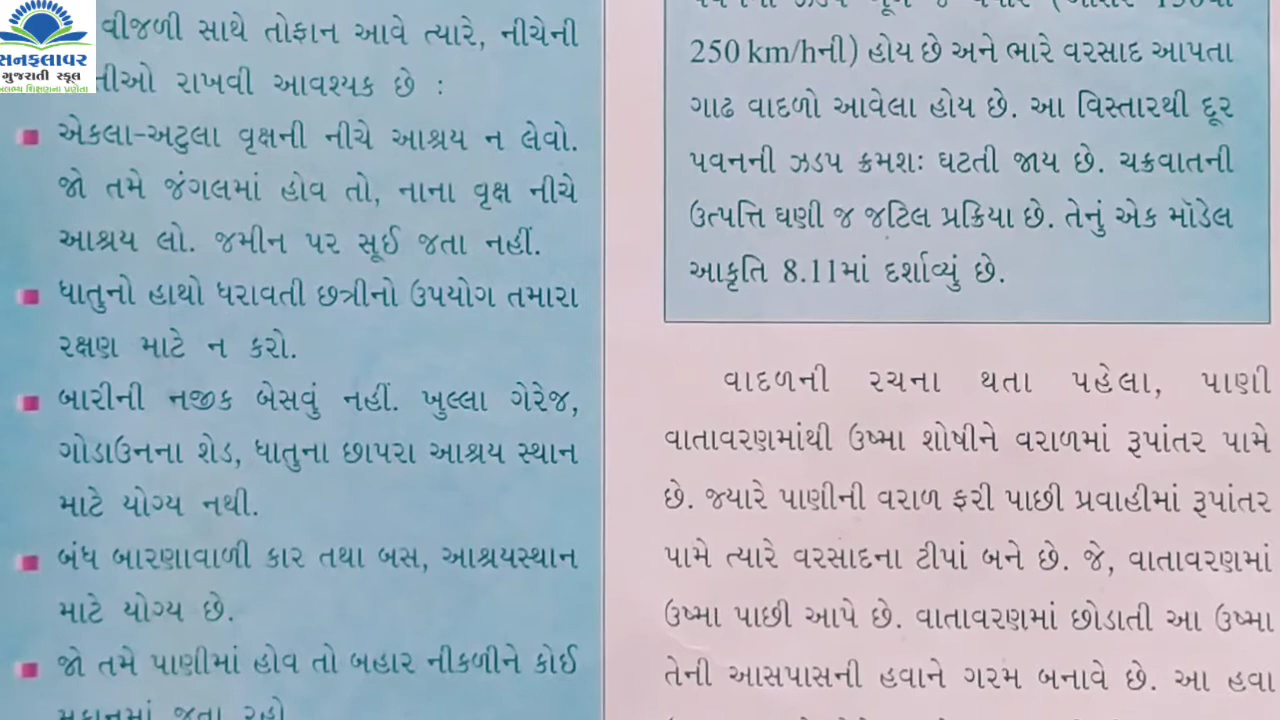 સનફલાવર
ગુજરાતી સ્કૂલ
વીજળી સાથે તોફાન આવે ત્યારે, નીચેની
રાખવી આવશ્યક છે :
એકલા-અટુલા વૃક્ષની નીચે આશ્રય ન લેવો.
જો તમે જંગલમાં હોવ તો, નાના વૃક્ષ નીચે
આશ્રય લો. જમીન પર સૂઈ જતા નહીં.
ધાતુનો હાથો ધરાવતી છત્રીનો ઉપયોગ તમારા
રક્ષણ માટે ન કરો.
બારીની નજીક બેસવું નહીં. ખુલ્લા ગેરેજ,
ગોડાઉનના શેડ, ધાતુના છાપરા આશ્રય સ્થાન
માટે યોગ્ય નથી.
બંધ બારણાવાળી કાર તથા બસ, આશ્રયસ્થાન
માટે યોગ્ય છે.
જો તમે પાણીમાં હોવ તો બહાર નીકળીને કોઈ
250 km/hની) હોય છે અને ભારે વરસાદ આપતા
ગાઢ વાદળો આવેલા હોય છે. આ વિસ્તારથી દૂર
પવનની ઝડપ ક્રમશઃ ઘટતી જાય છે. ચક્રવાતની
ઉત્પત્તિ ઘણી જ જટિલ પ્રક્રિયા છે. તેનું એક મૉડેલ
આકૃતિ 8.11માં દર્શાવ્યું છે.
વાદળની રચના થતા પહેલા, પાણી
વાતાવરણમાંથી ઉષ્મા શોષીને વરાળમાં રૂપાંતર પામે
છે. જ્યારે પાણીની વરાળ ફરી પાછી પ્રવાહીમાં રૂપાંતર
પામે ત્યારે વરસાદના ટીપાં બને છે. જે, વાતાવરણમાં
ઉષ્મા પાછી આપે છે. વાતાવરણમાં છોડાતી આ ઉષ્મા
તેની આસપાસની હવાને ગરમ બનાવે છે. આ હવા